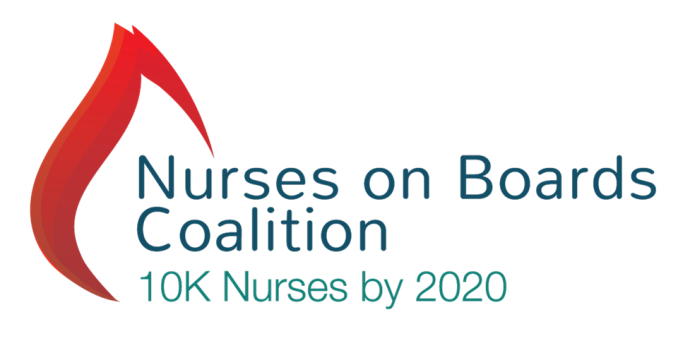 Nurses on Boards
Coalition
10K Nurses by 2020